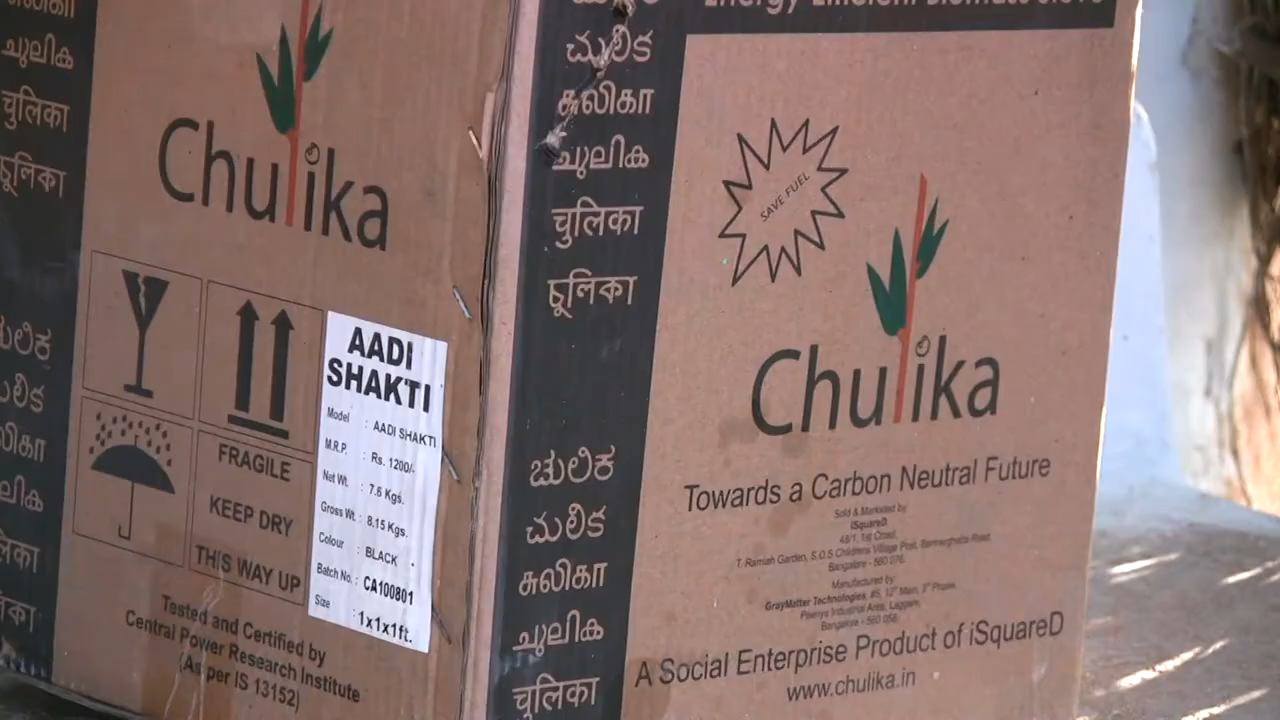 ചുലിക
चुलिका
চুলিকা
Chulika
AADI
SHAKTI
Model : AADI SHAKTI
M.R.P. : Rs. 1200/-
Net Wt. : 7.6 Kgs.
Gross Wt. : 8.15 Kgs.
Colour : BLACK
Batch No. : CA100801
Size : 1x1x1ft.
FRAGILE
KEEP DRY
THIS WAY UP
Tested and Certified by
Central Power Research Institute
(As per IS 13152)
చులిక
சுலிகா
ചുലിക
चुलिका
চুলিকা
ಚುಲಿಕ
చులిక
சுலிகா
ചുലിക
चुलिका
Energy Efficient Biomass Stove
SAVE FUEL
Chulika
Towards a Carbon Neutral Future
Sold & Marketed by
iSquareD
48/1, 1st Cross,
T. Ramiah Garden, S.O.S Childrens Village Post, Bannerghatta Road,
Bangalore - 560 076.
Manufactured by:
GrayMatter Technologies, #5, 12th Main, 3rd Phase,
Peenya Industrial Area, Laggere,
Bangalore - 560 058.
A Social Enterprise Product of iSquareD
www.chulika.in